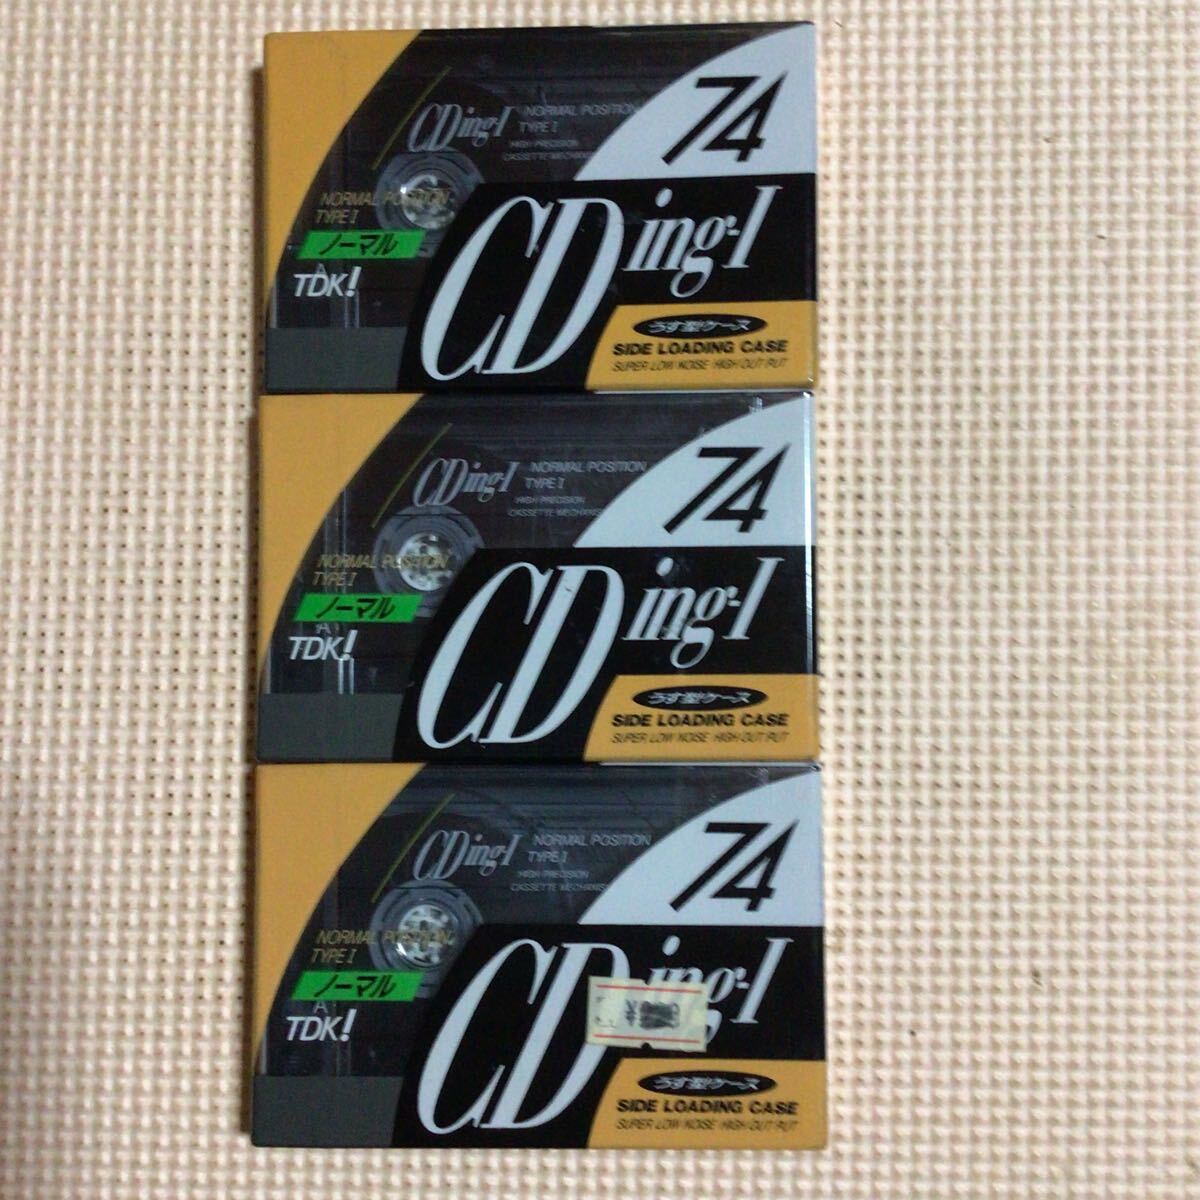 74
CDing-I
NORMAL POSITION
TYPE I
HIGH PRECISION
CASSETTE MECHANIS
NORMAL POSITION
TYPE I
ノーマル
A
TDK!
CDing-I
うす型ケース
SIDE LOADING CASE
SUPER LOW NOISE HIGH OUT PUT
74
CDing-I
NORMAL POSITION
TYPE I
HIGH PRECISION
CASSETTE MECHANIS
NORMAL POSITION
TYPE I
ノーマル
A
TDK!
CDing-I
うす型ケース
SIDE LOADING CASE
SUPER LOW NOISE HIGH OUT PUT
74
CDing-I
NORMAL POSITION
TYPE I
HIGH PRECISION
CASSETTE MECHANIS
NORMAL POSITION
TYPE I
ノーマル
A
TDK!
CDing-I
うす型ケース
SIDE LOADING CASE
SUPER LOW NOISE HIGH OUT PUT